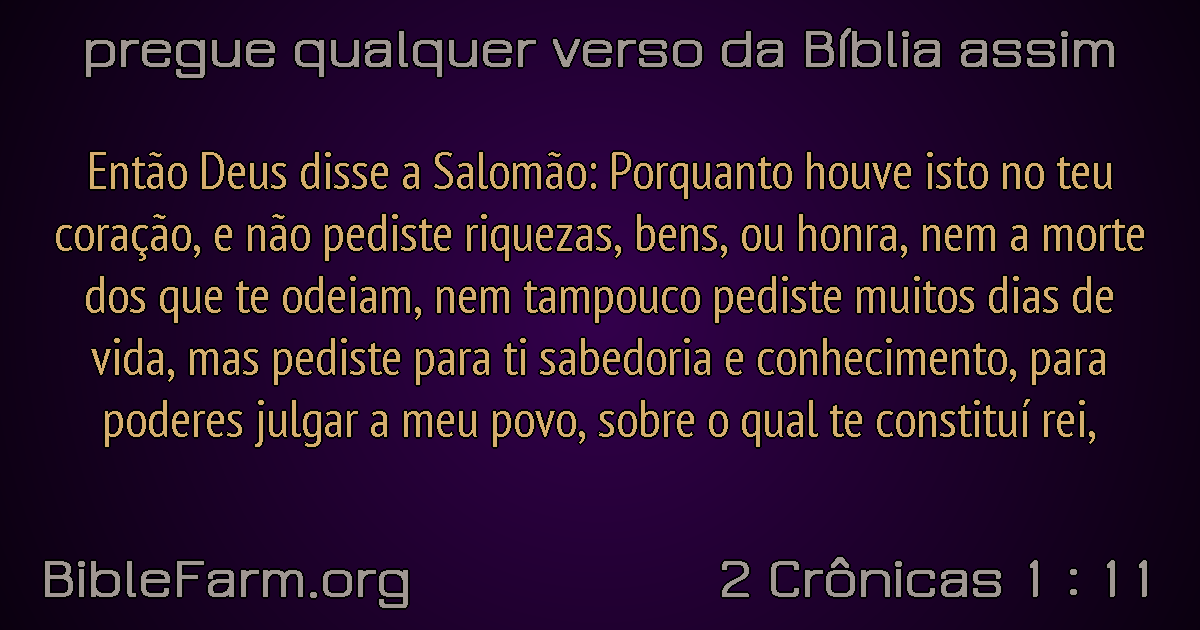 pregue qualquer verso da Bíblia assim
Então Deus disse a Salomão: Porquanto houve isto no teu
coração, e não pediste riquezas, bens, ou honra, nem a morte
dos que te odeiam, nem tampouco pediste muitos dias de
vida, mas pediste para ti sabedoria e conhecimento, para
poderes julgar a meu povo, sobre o qual te constituí rei,
BibleFarm.org
2 Crônicas 1 : 11